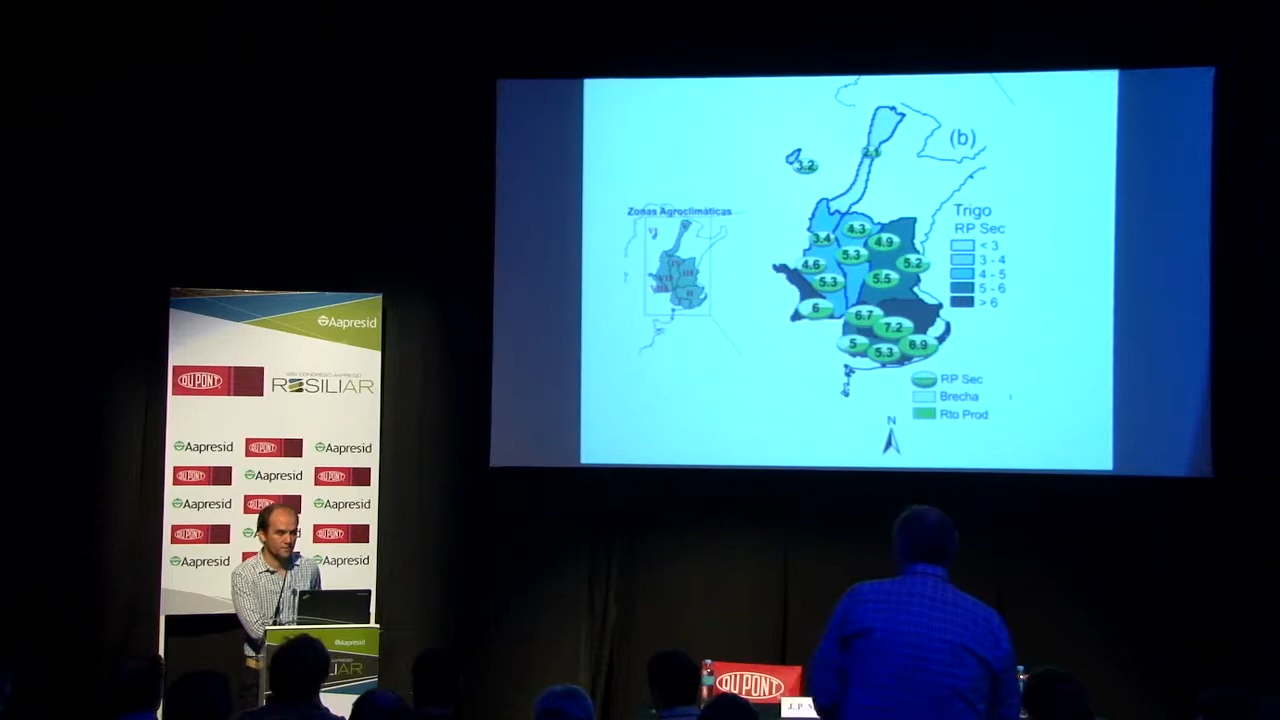 (b)
3.2
Zonas Agroclimáticas
Trigo
RP Sec
< 3
3 - 4
4 - 5
5 - 6
> 6
4.3
3.4
4.9
5.3
4.6
5.2
5.3
5.5
6
6.7
7.2
5
5.3
6.9
RP Sec
Brecha
Rto Prod
N
Aapresid
DU PONT
XXIV CONGRESO AAPRESID
RESILIAR
Aapresid
DU PONT
Aapresid
DU PONT
Aapresid
DU PONT
Aapresid
DU PONT
Aapresid
DU PONT
DU PONT
Aapresid
Aapresid
Aapresid
LIAR
DU PONT
J. P.